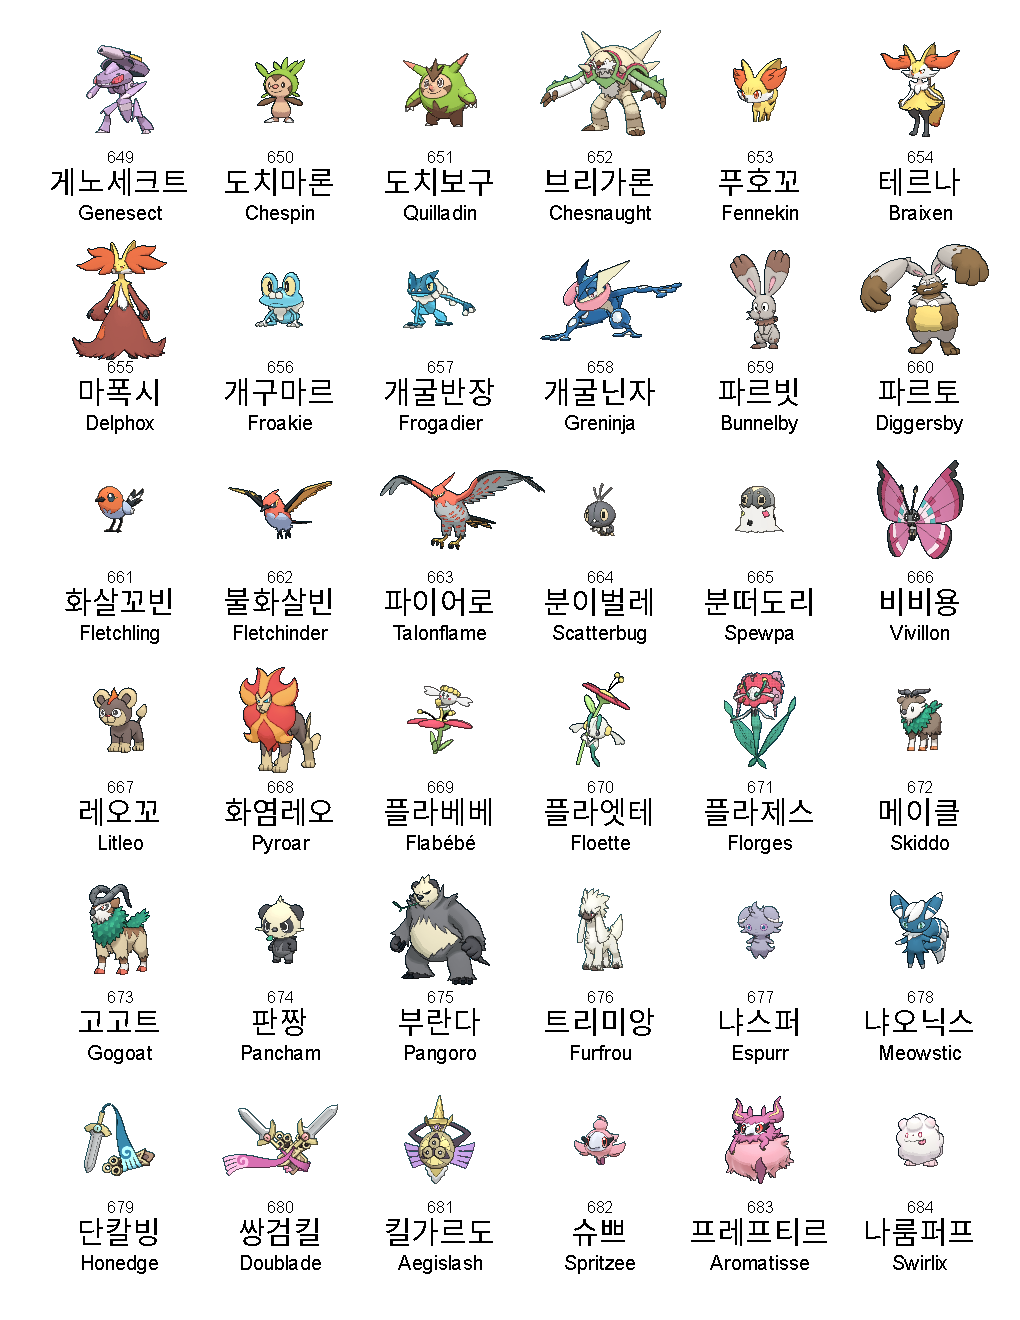 649 650 651 652 653 654
게노세크트 도치마론 도치보구 브리가론 푸호꼬 테르나
Genesect Chespin Quilladin Chesnaught Fennekin Braixen
655 656 657 658 659 660
마폭시 개구마르 개굴반장 개굴닌자 파르빗 파르토
Delphox Froakie Frogadier Greninja Bunnelby Diggersby
661 662 663 664 665 666
화살꼬빈 불화살빈 파이어로 분이벌레 분떠도리 비비용
Fletchling Fletchinder Talonflame Scatterbug Spewpa Vivillon
667 668 669 670 671 672
레오꼬 화염레오 플라베베 플라엣테 플라제스 메이클
Litleo Pyroar Flabébé Floette Florges Skiddo
673 674 675 676 677 678
고고트 판짱 부란다 트리미앙 냐스퍼 냐오닉스
Gogoat Pancham Pangoro Furfrou Espurr Meowstic
679 680 681 682 683 684
단칼빙 쌍검킬 킬가르도 슈쁘 프레프티르 나룸퍼프
Honedge Doublade Aegislash Spritzee Aromatisse Swirlix